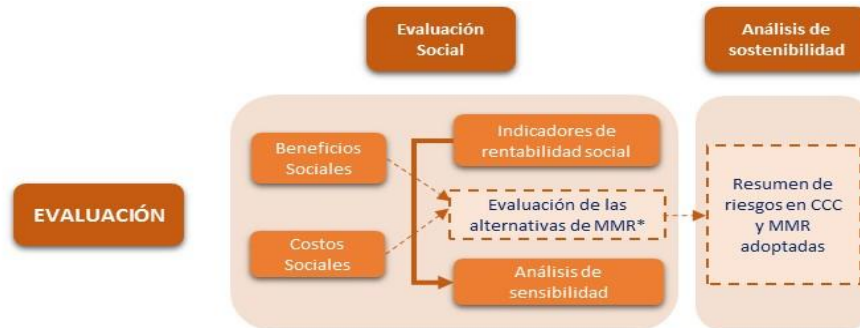 Evaluación
Social
Análisis de
sostenibilidad
EVALUACIÓN
Beneficios
Sociales
Costos
Sociales
Indicadores de
rentabilidad social
Evaluación de las
alternativas de MMR*
Análisis de
sensibilidad
Resumen de
riesgos en CCC
y MMR
adoptadas